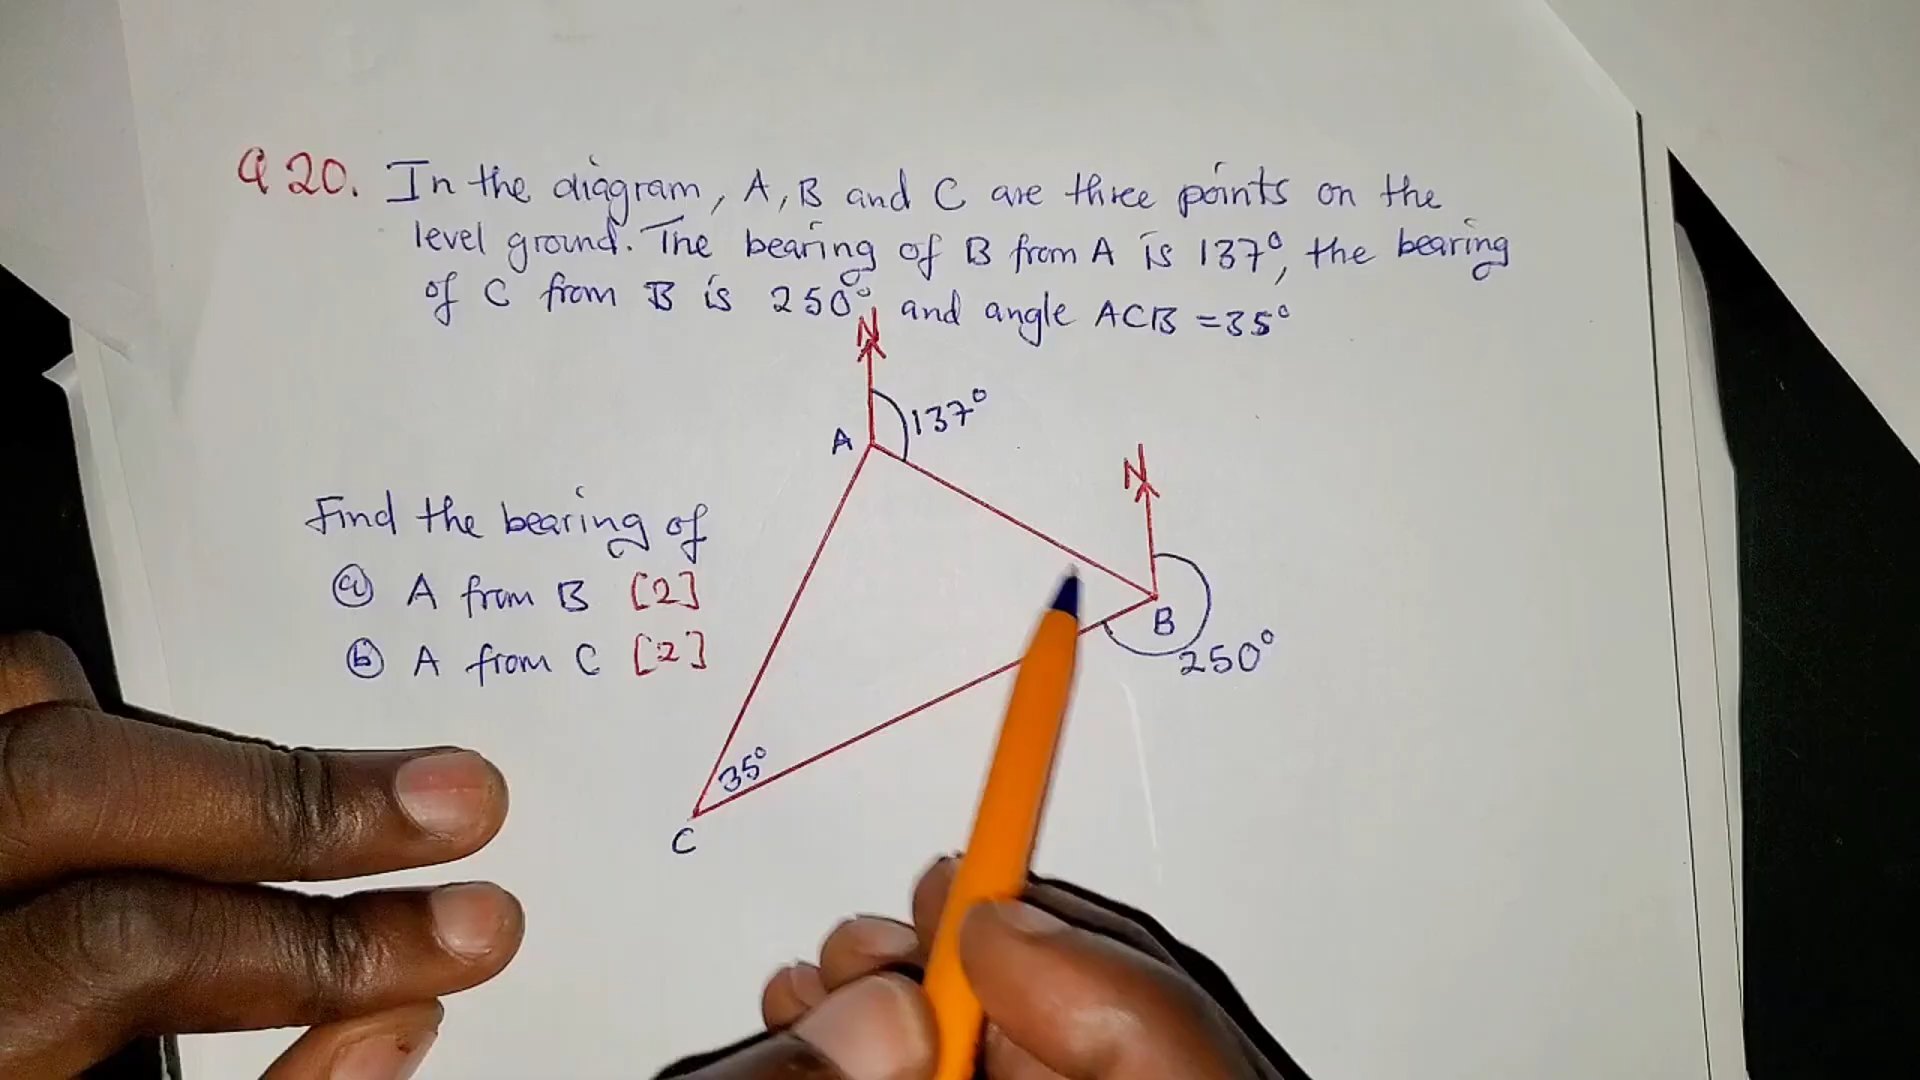 Q 20. In the diagram, A, B and C are three points on the
level ground. The bearing of B from A is 137°, the bearing
of C from B is 250° and angle ACB = 35°
N
137°
A
N
Find the bearing of
(a) A from B [2]
B
250°
(b) A from C [2]
35°
C